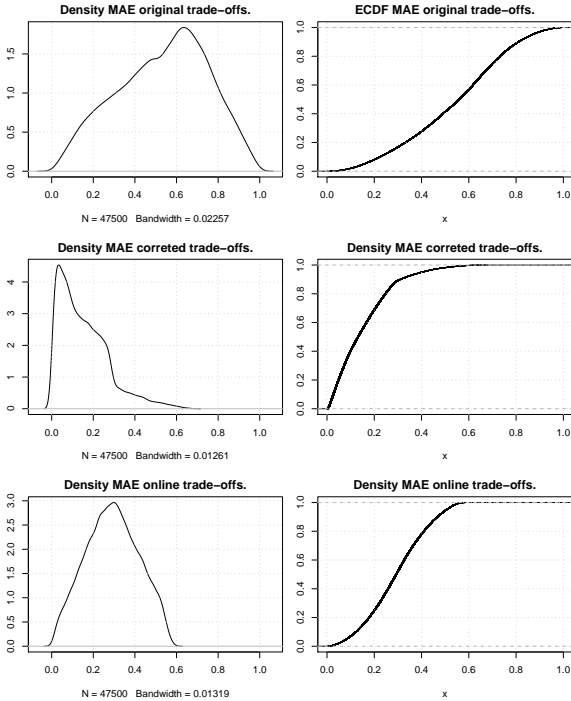 Density MAE original trade−offs.
ECDF MAE original trade−offs.
0.0 0.5 1.0 1.5
0.0 0.2 0.4 0.6 0.8 1.0
0.0 0.2 0.4 0.6 0.8 1.0
0.0 0.2 0.4 0.6 0.8 1.0
N = 47500 Bandwidth = 0.02257
x
Density MAE correted trade−offs.
Density MAE correted trade−offs.
0 1 2 3 4
0.0 0.2 0.4 0.6 0.8 1.0
0.0 0.2 0.4 0.6 0.8 1.0
0.0 0.2 0.4 0.6 0.8 1.0
N = 47500 Bandwidth = 0.01261
x
Density MAE online trade−offs.
Density MAE online trade−offs.
0.0 0.5 1.0 1.5 2.0 2.5 3.0
0.0 0.2 0.4 0.6 0.8 1.0
0.0 0.2 0.4 0.6 0.8 1.0
0.0 0.2 0.4 0.6 0.8 1.0
N = 47500 Bandwidth = 0.01319
x